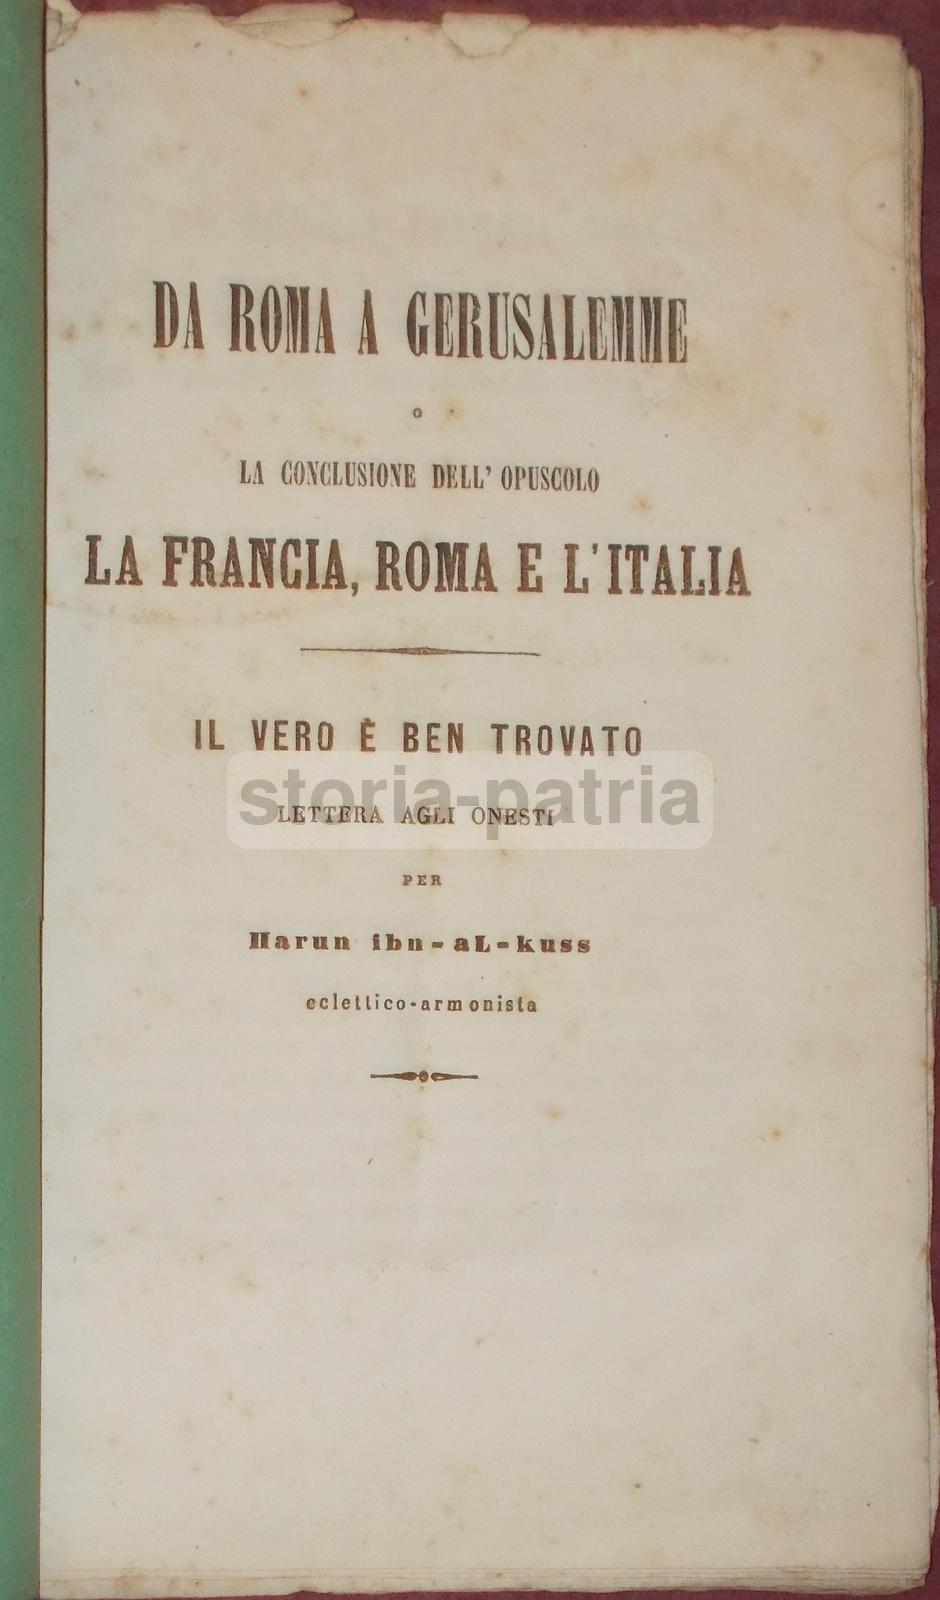 DA ROMA A GERUSALEMME
O
LA CONCLUSIONE DELL' OPUSCOLO
LA FRANCIA, ROMA E L'ITALIA
IL VERO È BEN TROVATO
storia-patria
LETTERA AGLI ONESTI
PER
Harun ibn-aL-kuss
eclettico-armonista